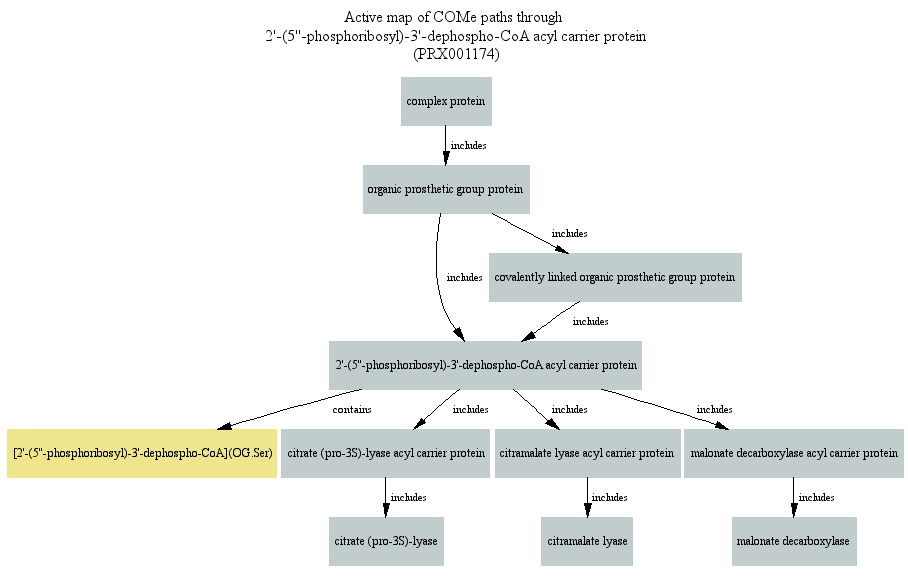 Active map of COMe paths through
2'-(5"-phosphoribosyl)-3'-dephospho-CoA acyl carrier protein
(PRX001174)
complex protein
includes
organic prosthetic group protein
includes
includes
covalently linked organic prosthetic group protein
includes
2'-(5"-phosphoribosyl)-3'-dephospho-CoA acyl carrier protein
contains
includes
includes
includes
[2'-(5"-phosphoribosyl)-3'-dephospho-CoA](OG.Ser)
citrate (pro-3S)-lyase acyl carrier protein
citramalate lyase acyl carrier protein
malonate decarboxylase acyl carrier protein
includes
includes
includes
citrate (pro-3S)-lyase
citramalate lyase
malonate decarboxylase